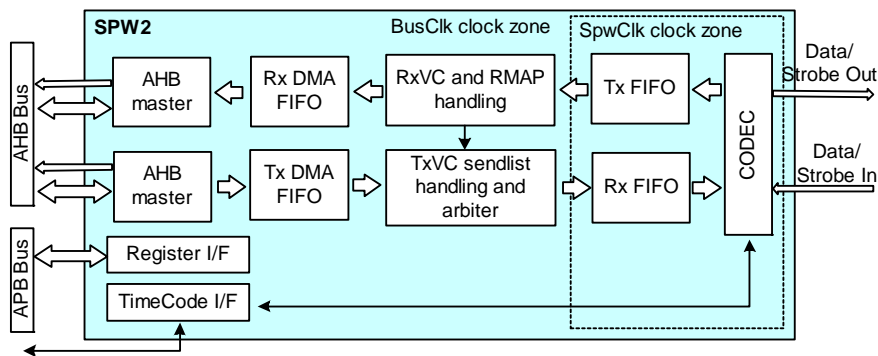 SPW2
BusClk clock zone
SpwClk clock zone
AHB Bus
AHB
master
Rx DMA
FIFO
RxVC and RMAP
handling
Tx FIFO
CODEC
Data/
Strobe Out
AHB
master
Tx DMA
FIFO
TxVC sendlist
handling and
arbiter
Rx FIFO
Data/
Strobe In
APB Bus
Register I/F
TimeCode I/F